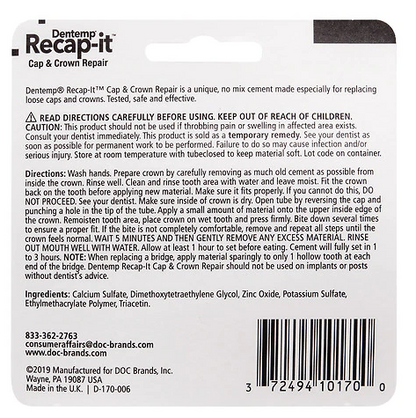 Dentemp®
Recap-it™
Cap & Crown Repair
Dentemp® Recap-It™ Cap & Crown Repair is a unique, no mix cement made especially for replacing
loose caps and crowns. Tested, safe and effective.
⚠ READ DIRECTIONS CAREFULLY BEFORE USING. KEEP OUT OF REACH OF CHILDREN.
CAUTION: This product should not be used if throbbing pain or swelling in affected area exists.
Consult your dentist immediately. This product is sold as a temporary remedy. See your dentist as
soon as possible for permanent work to be performed. Failure to do so may cause infection and/or
serious injury. Store at room temperature with tube closed to keep material soft. Lot code on container.
Directions: Wash hands. Prepare crown by carefully removing as much old cement as possible from
inside the crown. Rinse well. Clean and rinse tooth area with water and leave moist. Fit the crown
back on the tooth before applying new material. Make sure it fits properly. If you cannot do this, DO
NOT PROCEED. See your dentist. Make sure inside of crown is dry. Open tube by reversing the cap and
punching a hole in the tip of the tube. Apply a small amount of material onto the upper inside edge of
the crown. Remoisten tooth area, place crown on wet tooth and press firmly. Bite down several times
to ensure a proper fit. If the bite is not completely comfortable, remove and repeat all steps until the
crown feels normal. WAIT 5 MINUTES AND THEN GENTLY REMOVE ANY EXCESS MATERIAL. RINSE
OUT MOUTH WELL WITH WATER. Allow at least 1 hour to set before eating. Cement will fully set in 1
to 3 hours. NOTE: When replacing a bridge, apply material sparingly to only 1 hollow tooth at each
end of the bridge. Dentemp Recap-It Cap & Crown Repair should not be used on implants or posts
without dentist's advice.
Ingredients: Calcium Sulfate, Dimethoxytetraethylene Glycol, Zinc Oxide, Potassium Sulfate,
Ethylmethacrylate Polymer, Triacetin.
833-362-2763
consumeraffairs@doc-brands.com
www.doc-brands.com
©2019 Manufactured for DOC Brands, Inc.
Wayne, PA 19087 USA
Made in the U.K. | D-170-006
3 72494 10170 0